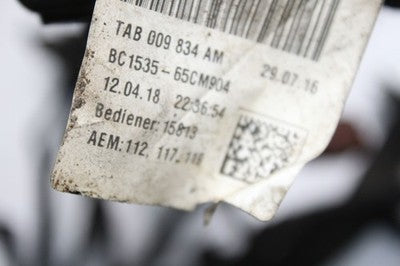 TAB 009 834 AM
29.07.16
BC1535-65CM904
12.04.18 22:36:54
Bediener:15813
AEM:112, 117, 118